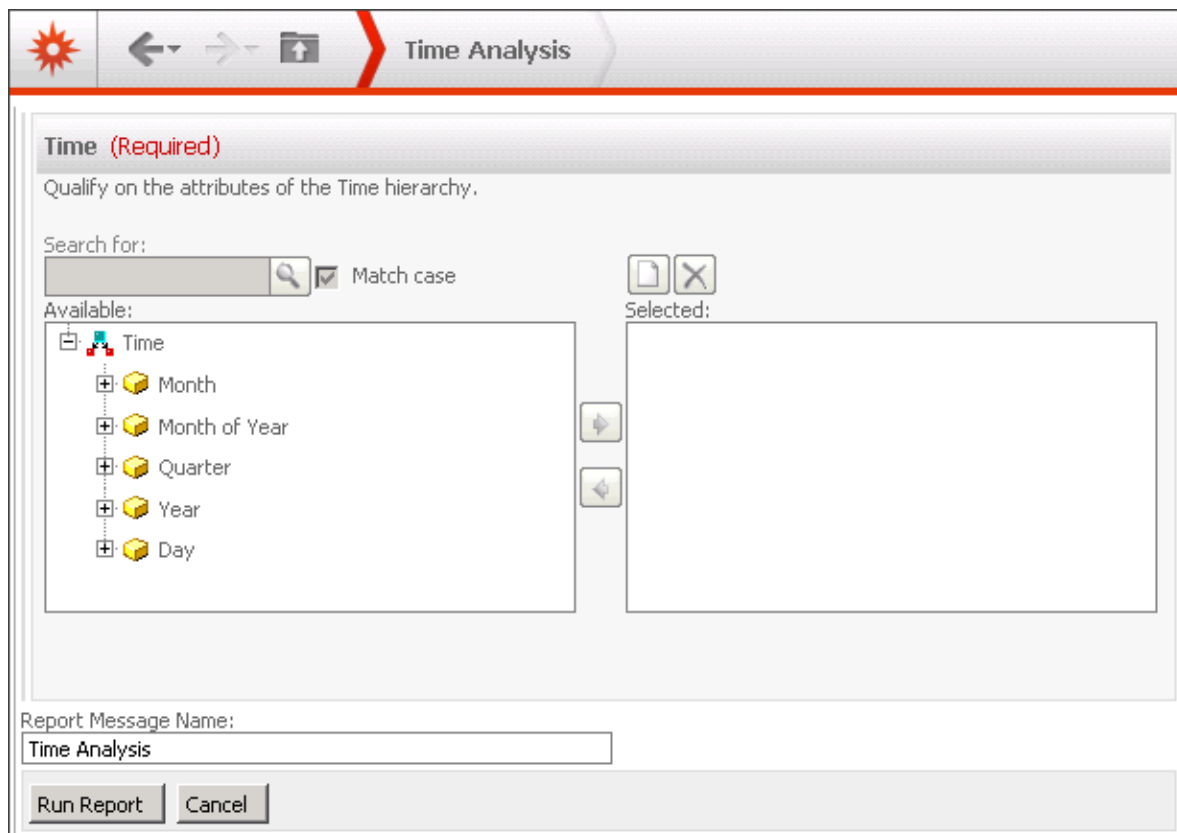 Time Analysis
Time (Required)
Qualify on the attributes of the Time hierarchy.
Search for:
Match case
Available:
Selected:
Time
Month
Month of Year
Quarter
Year
Day
Report Message Name:
Time Analysis
Run Report Cancel